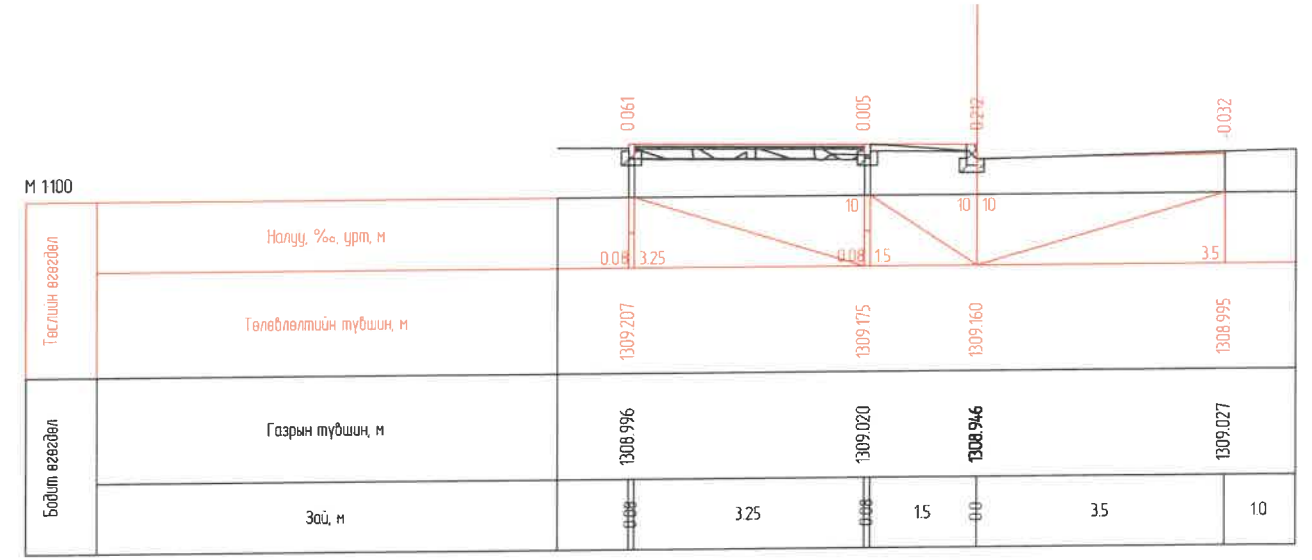 0.061 0.005 0.212 -0.032
М 1100
Төслийн өгөгдөл
Налуу, ‰, урт, м
10 10 10
0.08 3.25 0.08 1.5 3.5
Төлөвлөлтийн түвшин, м
1309.207 1309.175 1309.160 1308.995
Бодит өгөгдөл
Газрын түвшин, м
1308.996 1309.020 1308.946 1309.027
Зай, м
0.08 3.25 0.08 1.5 0.0 3.5 1.0